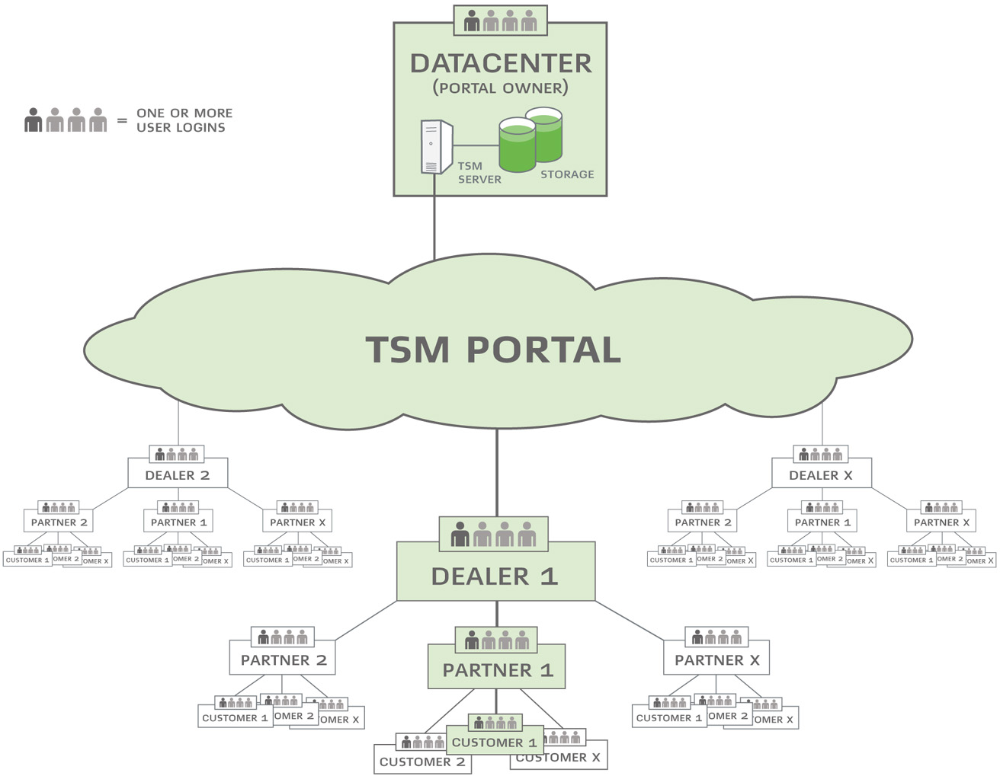 DATACENTER
(PORTAL OWNER)
= ONE OR MORE
USER LOGINS
TSM
SERVER
STORAGE
TSM PORTAL
DEALER 2
PARTNER 2
PARTNER 1
PARTNER X
CUSTOMER 1
OMER 2
OMER X
CUSTOMER 1
OMER 2
OMER X
CUSTOMER 1
OMER 2
OMER X
DEALER X
PARTNER 2
PARTNER 1
PARTNER X
CUSTOMER 1
OMER 2
OMER X
CUSTOMER 1
OMER 2
OMER X
CUSTOMER 1
OMER 2
OMER X
DEALER 1
PARTNER 2
PARTNER 1
PARTNER X
CUSTOMER 1
OMER 2
OMER X
CUSTOMER 2
CUSTOMER 1
CUSTOMER X
CUSTOMER 1
OMER 2
OMER X